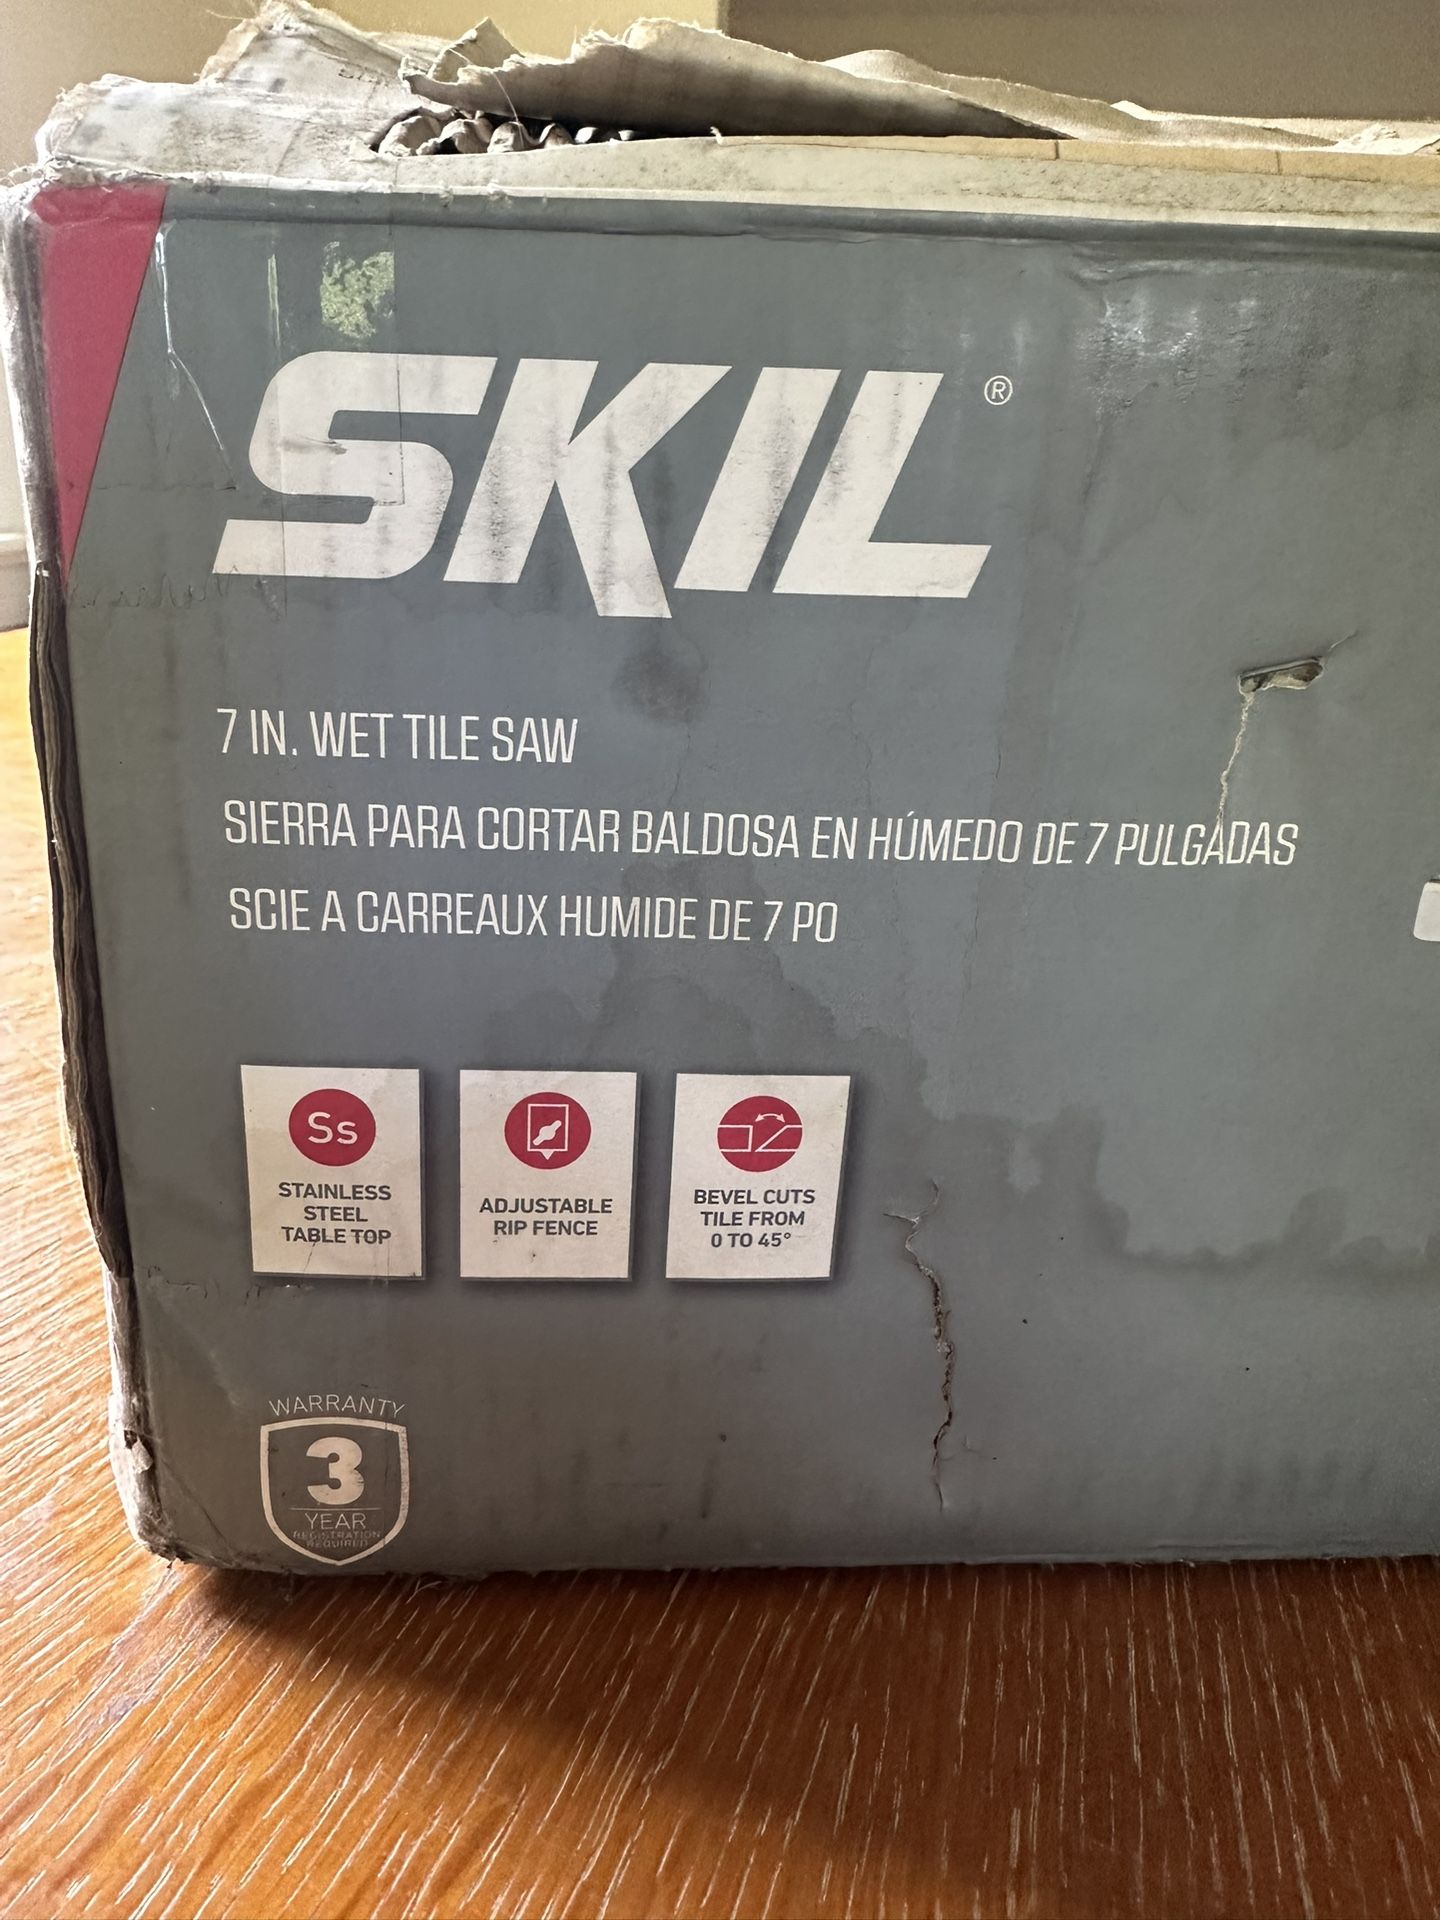 SKIL®
7 IN. WET TILE SAW
SIERRA PARA CORTAR BALDOSA EN HÚMEDO DE 7 PULGADAS
SCIE A CARREAUX HUMIDE DE 7 PO
Ss
STAINLESS
STEEL
TABLE TOP
ADJUSTABLE
RIP FENCE
BEVEL CUTS
TILE FROM
0 TO 45°
WARRANTY
3
YEAR
REGISTRATION
REQUIRED